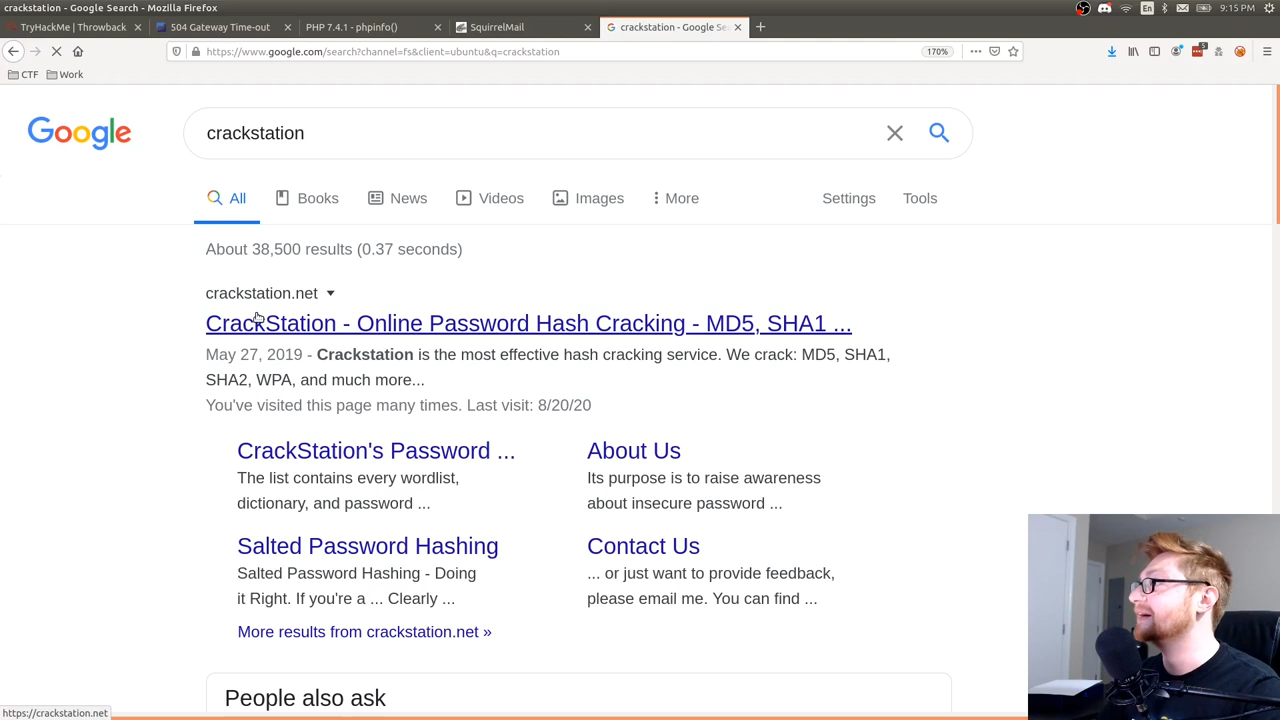 crackstation - Google Search - Mozilla Firefox
En
9:15 PM
TryHackMe | Throwback
504 Gateway Time-out
PHP 7.4.1 - phpinfo()
SquirrelMail
crackstation - Google Sea
https://www.google.com/search?channel=fs&client=ubuntu&q=crackstation
170%
CTF
Work
Google
crackstation
All
Books
News
Videos
Images
More
Settings
Tools
About 38,500 results (0.37 seconds)
crackstation.net
CrackStation - Online Password Hash Cracking - MD5, SHA1 ...
May 27, 2019 - Crackstation is the most effective hash cracking service. We crack: MD5, SHA1,
SHA2, WPA, and much more...
You've visited this page many times. Last visit: 8/20/20
CrackStation's Password ...
The list contains every wordlist,
dictionary, and password ...
About Us
Its purpose is to raise awareness
about insecure password ...
Salted Password Hashing
Salted Password Hashing - Doing
it Right. If you're a ... Clearly ...
Contact Us
... or just want to provide feedback,
please email me. You can find ...
More results from crackstation.net »
People also ask
https://crackstation.net